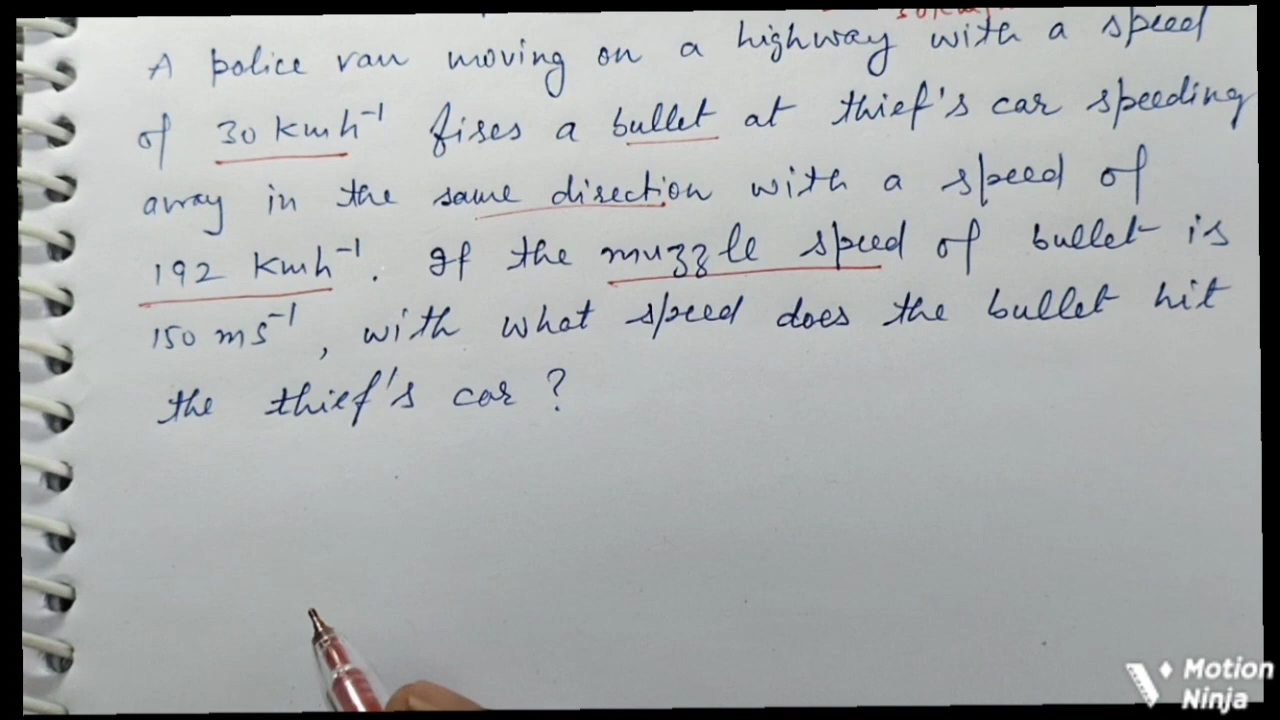 A police van moving on a highway with a speed
of 30 Kmh⁻¹ fires a bullet at thief's car speeding
away in the same direction with a speed of
192 Kmh⁻¹. If the muzzle speed of bullet is
150 ms⁻¹, with what speed does the bullet hit
the thief's car ?
Motion
Ninja